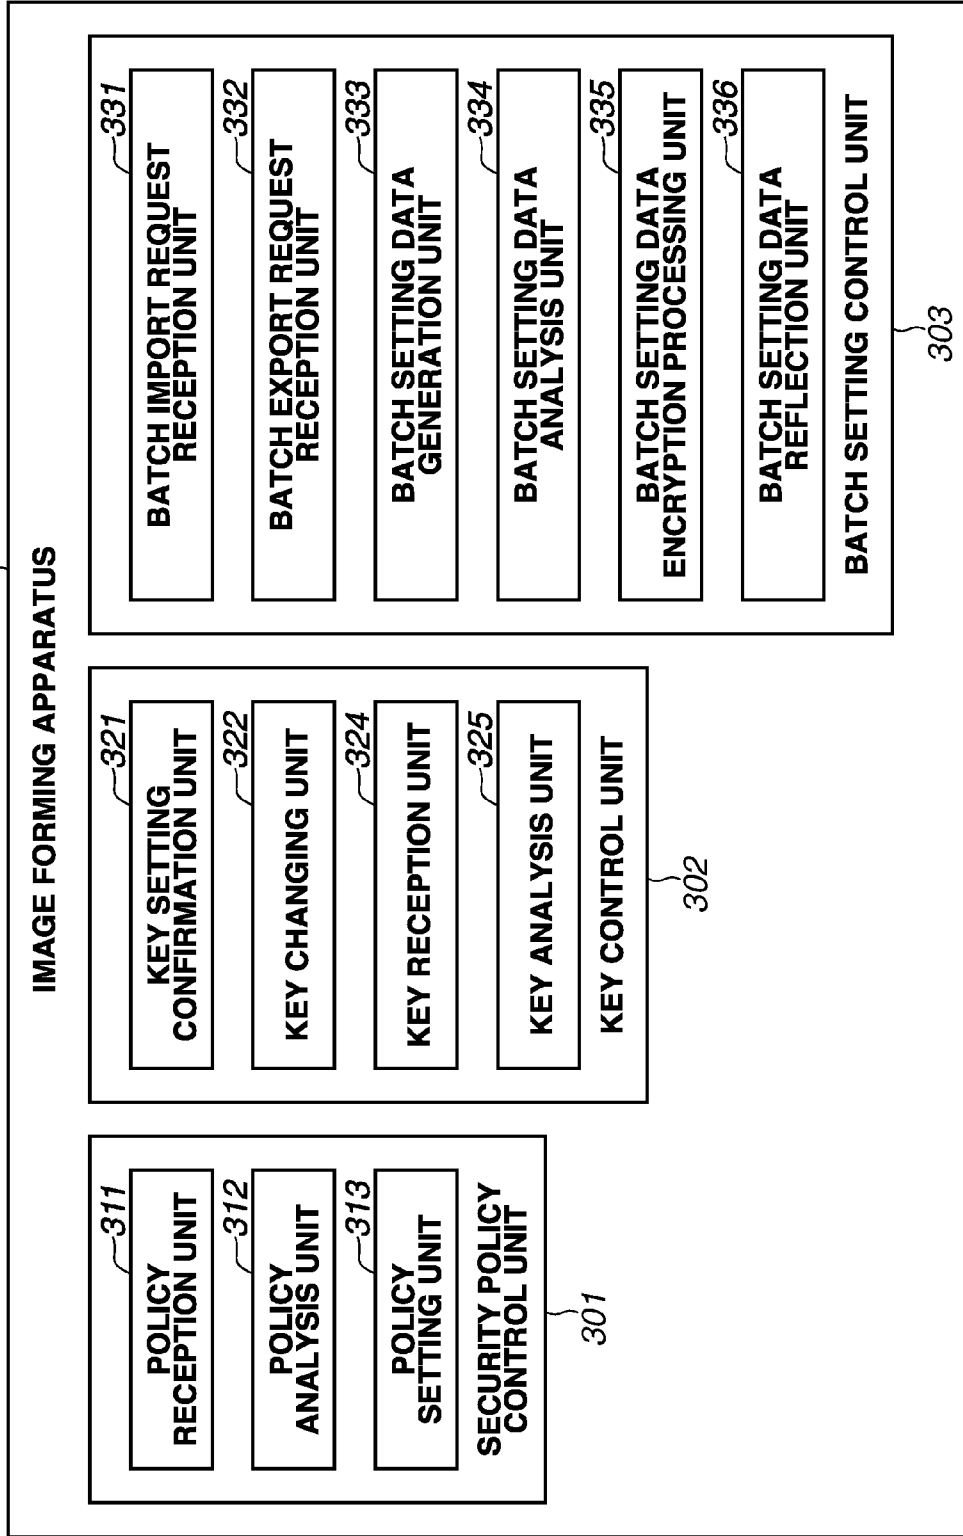 IMAGE FORMING APPARATUS
311
POLICY
RECEPTION UNIT
312
POLICY
ANALYSIS UNIT
313
POLICY
SETTING UNIT
SECURITY POLICY
CONTROL UNIT
301
321
KEY SETTING
CONFIRMATION UNIT
322
KEY CHANGING UNIT
324
KEY RECEPTION UNIT
325
KEY ANALYSIS UNIT
KEY CONTROL UNIT
302
331
BATCH IMPORT REQUEST
RECEPTION UNIT
332
BATCH EXPORT REQUEST
RECEPTION UNIT
333
BATCH SETTING DATA
GENERATION UNIT
334
BATCH SETTING DATA
ANALYSIS UNIT
335
BATCH SETTING DATA
ENCRYPTION PROCESSING UNIT
336
BATCH SETTING DATA
REFLECTION UNIT
BATCH SETTING CONTROL UNIT
303